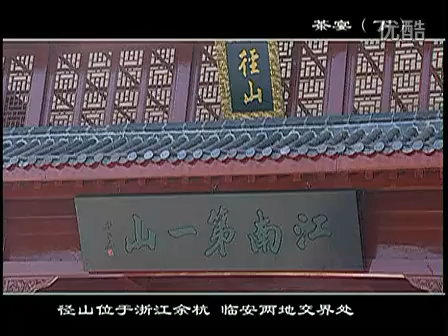 茶宴（下
优酷
径山
江南第一山
径山位于浙江余杭 临安两地交界处